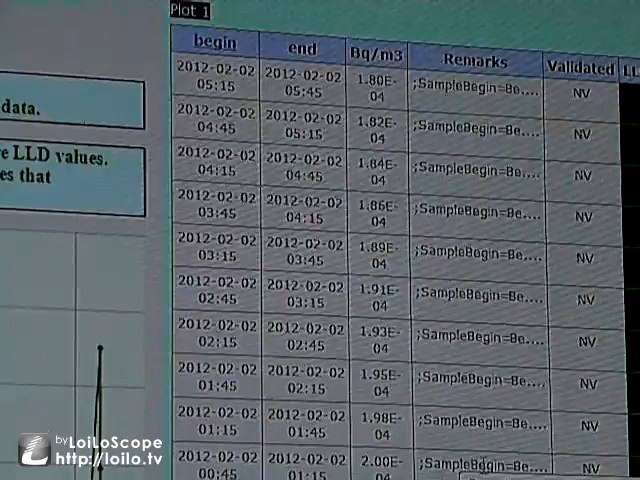 Plot 1
begin end Bq/m3 Remarks Validated
2012-02-02 05:15 2012-02-02 05:45 1.80E-04 ;SampleBegin=Be.... NV
2012-02-02 04:45 2012-02-02 05:15 1.82E-04 ;SampleBegin=Be.... NV
2012-02-02 04:15 2012-02-02 04:45 1.84E-04 ;SampleBegin=Be.... NV
2012-02-02 03:45 2012-02-02 04:15 1.86E-04 ;SampleBegin=Be.... NV
2012-02-02 03:15 2012-02-02 03:45 1.89E-04 ;SampleBegin=Be.... NV
2012-02-02 02:45 2012-02-02 03:15 1.91E-04 ;SampleBegin=Be.... NV
2012-02-02 02:15 2012-02-02 02:45 1.93E-04 ;SampleBegin=Be.... NV
2012-02-02 01:45 2012-02-02 02:15 1.95E-04 ;SampleBegin=Be.... NV
2012-02-02 01:15 2012-02-02 01:45 1.98E-04 ;SampleBegin=Be.... NV
2012-02-02 00:45 2012-02-02 01:15 2.00E-04 ;SampleBegin=Be.... NV
data.
LLD values.
es that
by LoiLoScope
http://loilo.tv